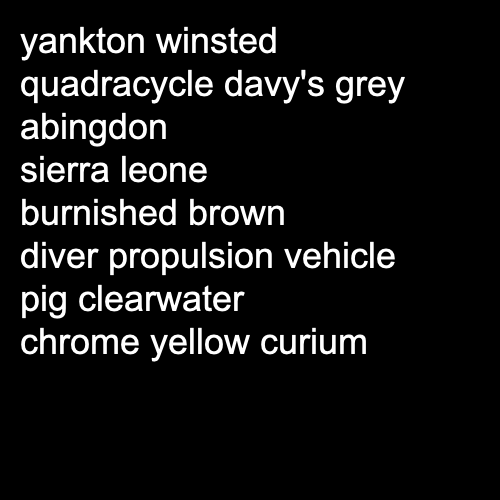 yankton winsted
quadracycle davy's grey
abingdon
sierra leone
burnished brown
diver propulsion vehicle
pig clearwater
chrome yellow curium